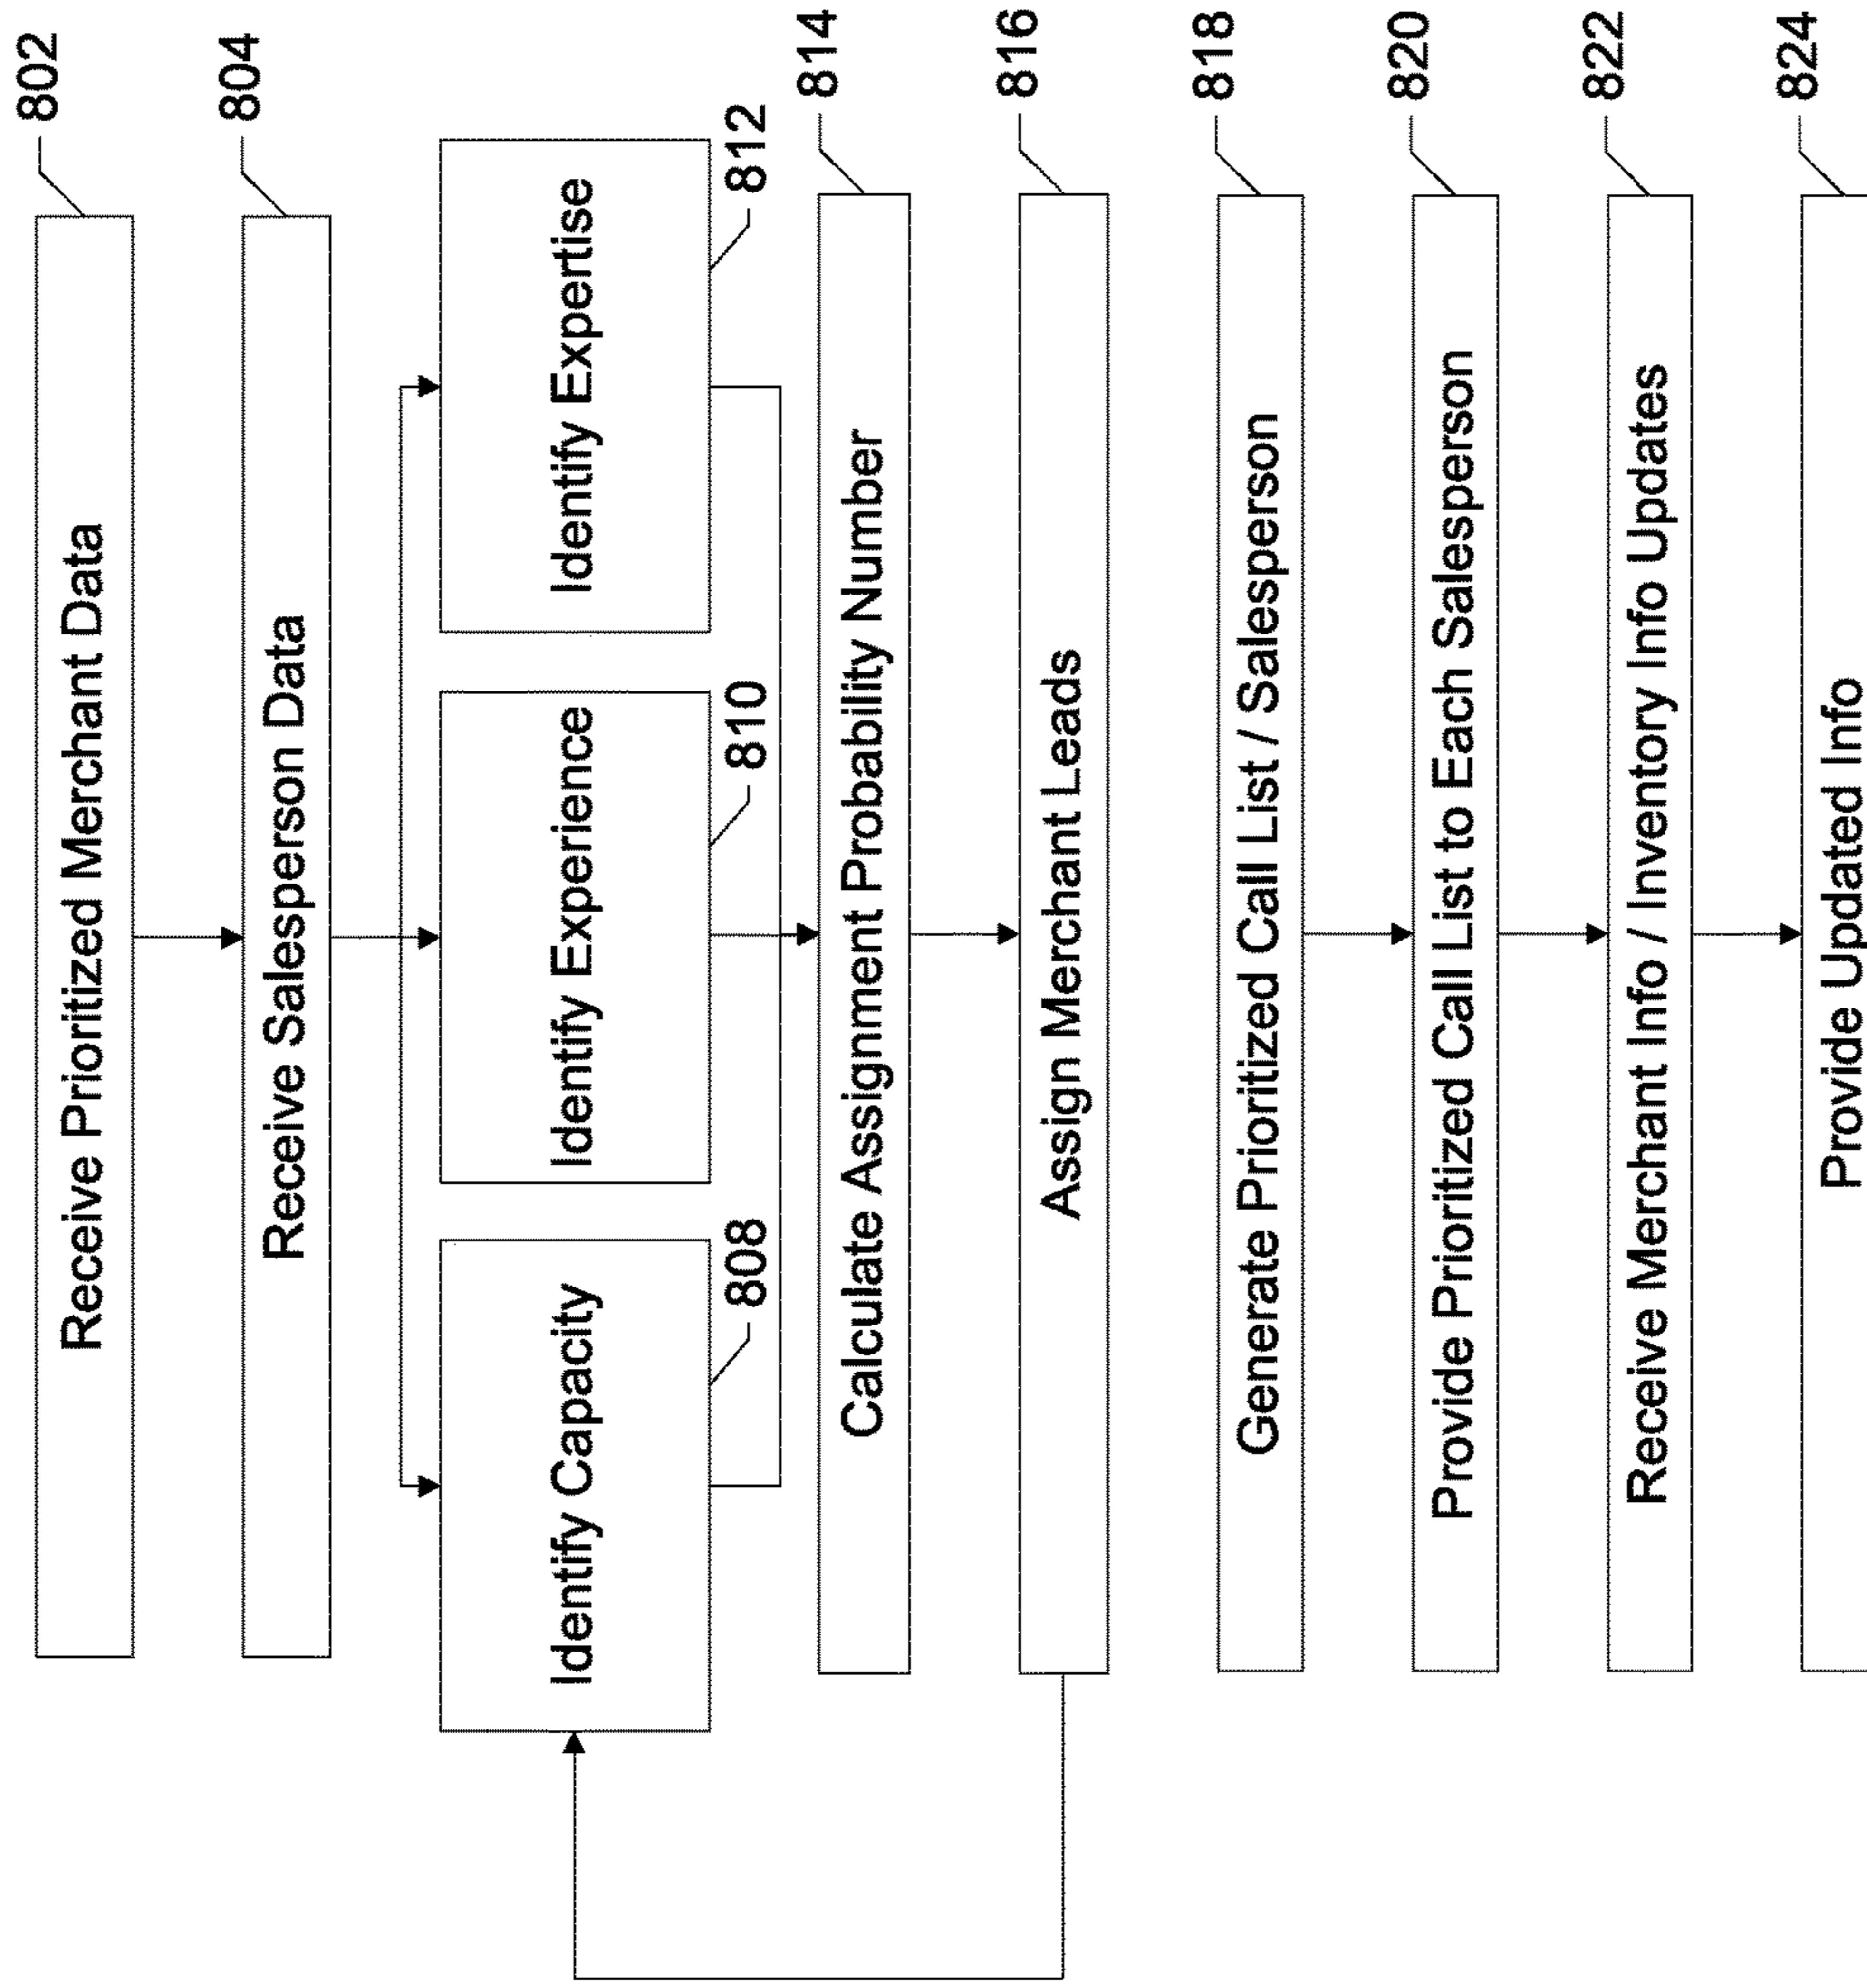 Receive Prioritized Merchant Data
802
Receive Salesperson Data
804
Identify Capacity
808
Identify Experience
810
Identify Expertise
812
Calculate Assignment Probability Number
814
Assign Merchant Leads
816
Generate Prioritized Call List / Salesperson
818
Provide Prioritized Call List to Each Salesperson
820
Receive Merchant Info / Inventory Info Updates
822
Provide Updated Info
824